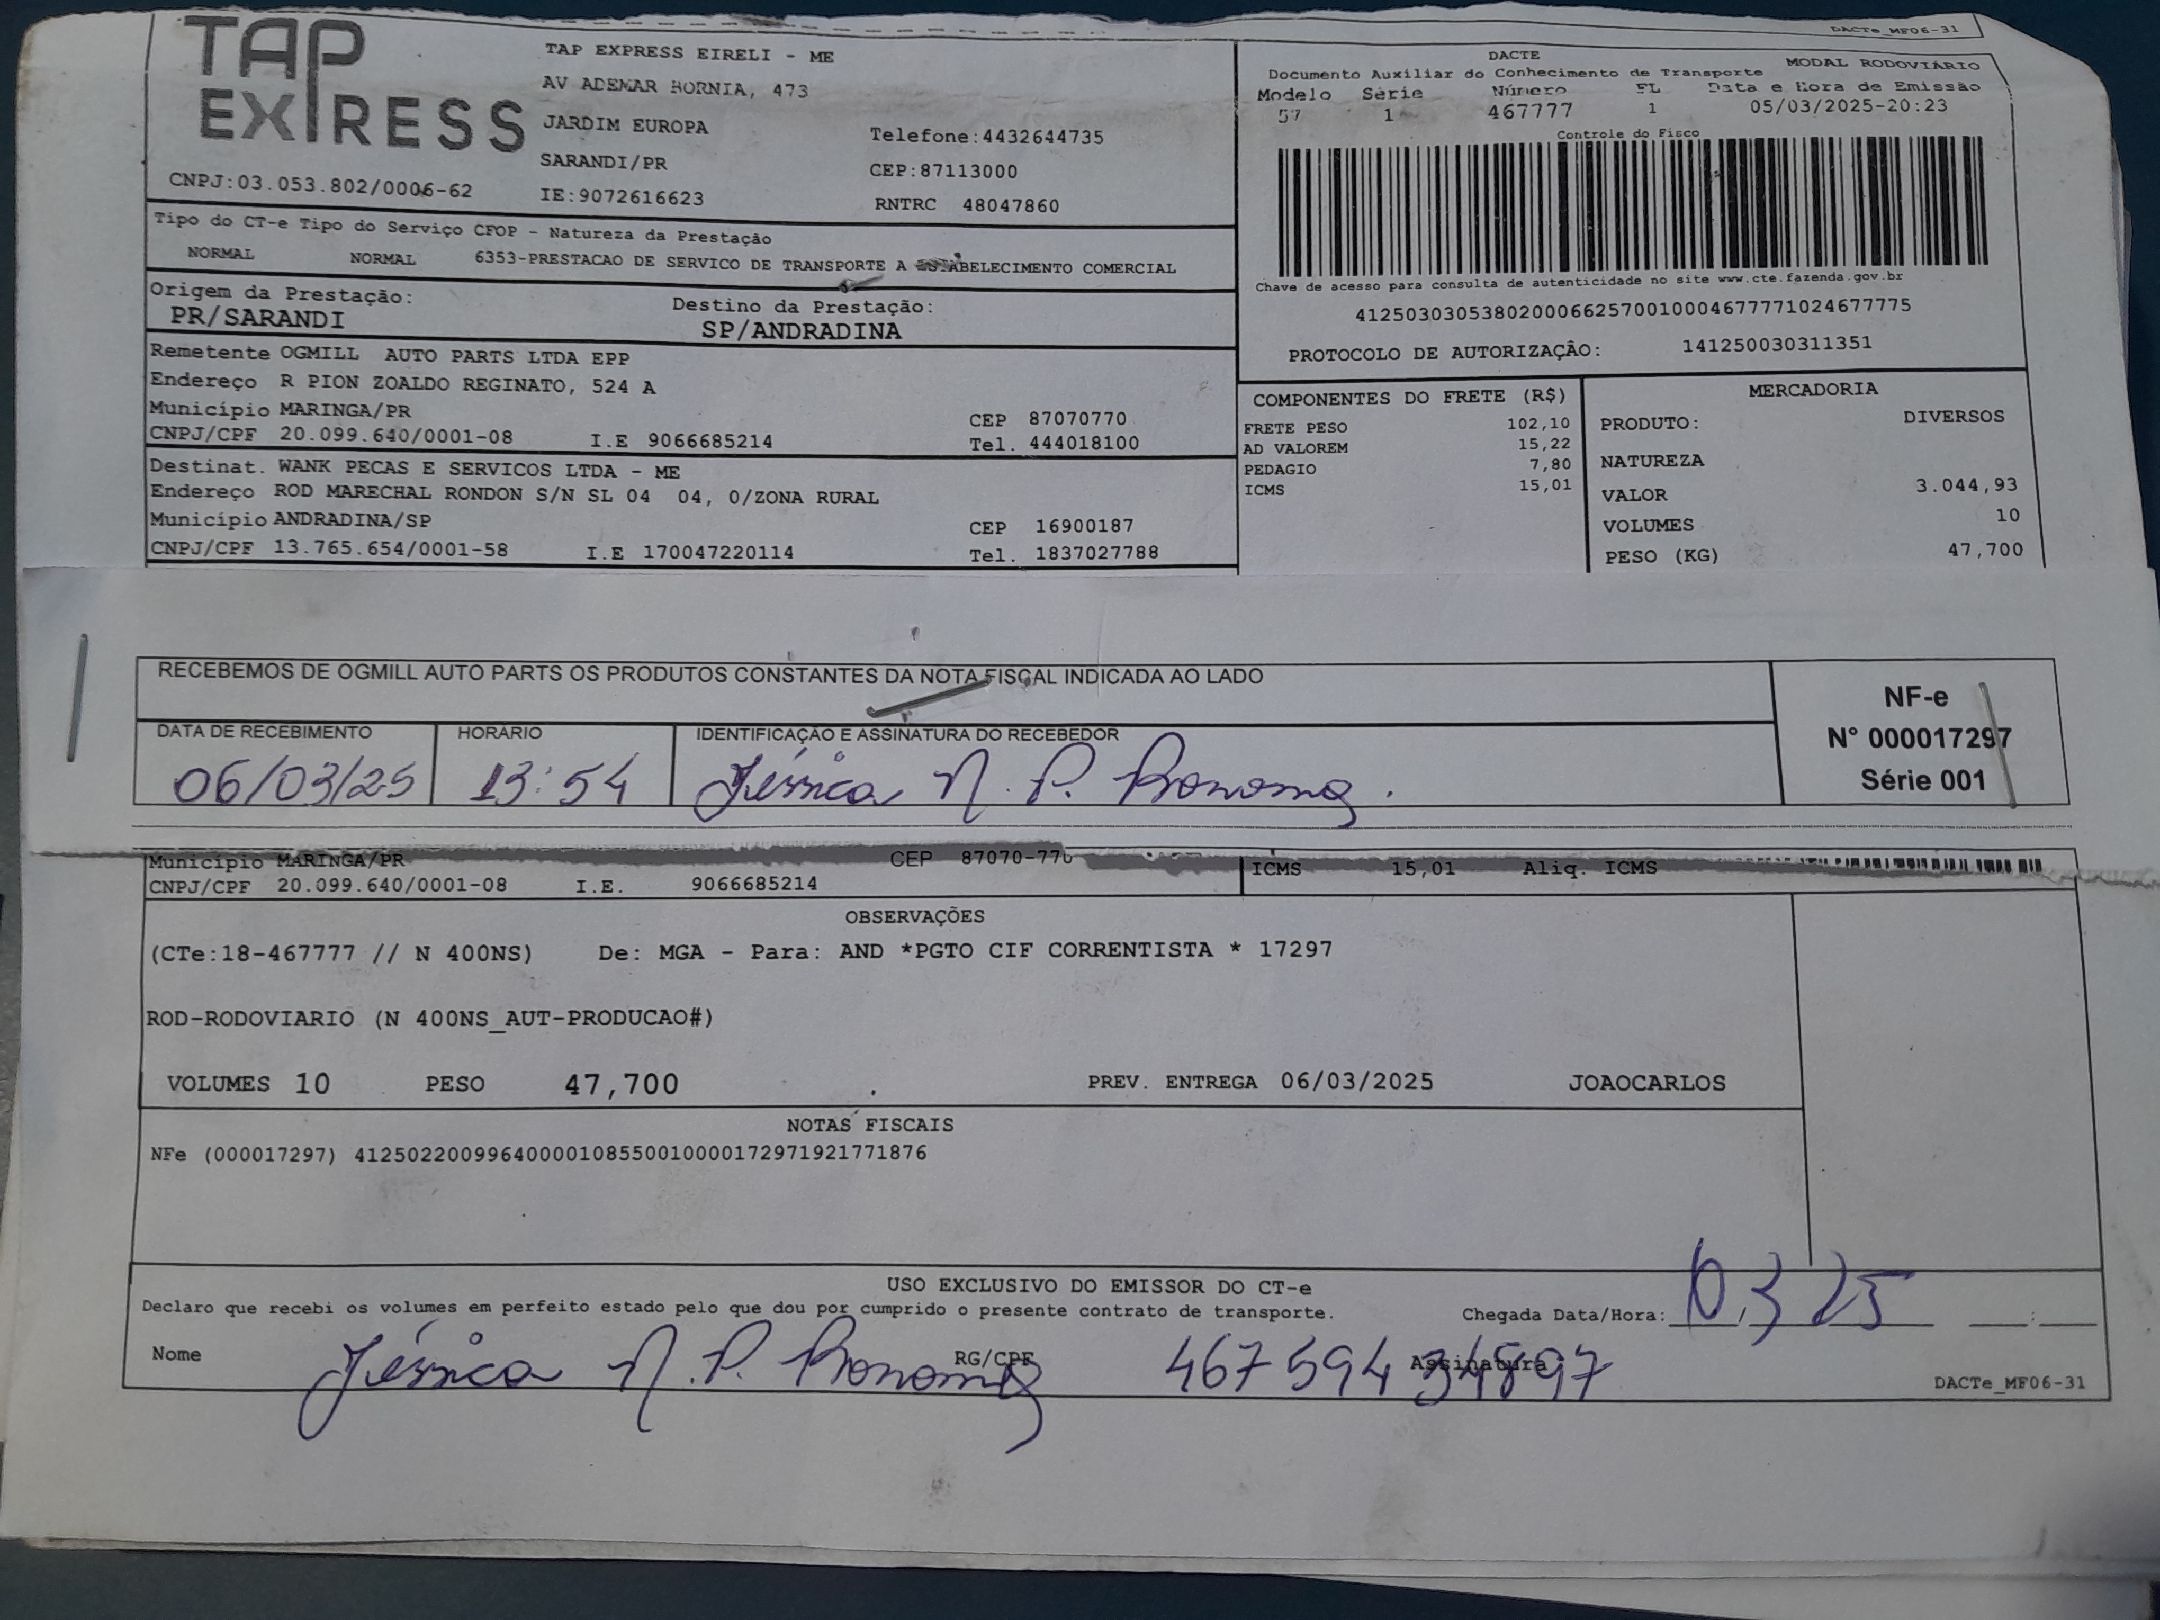 DACTe_MF06-31
TAP EXPRESS
TAP EXPRESS EIRELI - ME
AV ADEMAR BORNIA, 473
JARDIM EUROPA Telefone:4432644735
SARANDI/PR CEP:87113000
CNPJ:03.053.802/0006-62 IE:9072616623 RNTRC 48047860
DACTE MODAL RODOVIÁRIO
Documento Auxiliar do Conhecimento de Transporte
Modelo Série Número FL Data e Hora de Emissão
57 1 467777 1 05/03/2025-20:23
Controle do Fisco
Chave de acesso para consulta de autenticidade no site www.cte.fazenda.gov.br
41250303053802000662570010004677771024677775
PROTOCOLO DE AUTORIZAÇÃO: 141250030311351
Tipo do CT-e Tipo do Serviço CFOP - Natureza da Prestação
NORMAL NORMAL 6353-PRESTACAO DE SERVICO DE TRANSPORTE A ESTABELECIMENTO COMERCIAL
Origem da Prestação: Destino da Prestação:
PR/SARANDI SP/ANDRADINA
Remetente OGMILL AUTO PARTS LTDA EPP
Endereço R PION ZOALDO REGINATO, 524 A
Município MARINGA/PR CEP 87070770
CNPJ/CPF 20.099.640/0001-08 I.E 9066685214 Tel. 444018100
Destinat. WANK PECAS E SERVICOS LTDA - ME
Endereço ROD MARECHAL RONDON S/N SL 04 04, 0/ZONA RURAL
Município ANDRADINA/SP CEP 16900187
CNPJ/CPF 13.765.654/0001-58 I.E 170047220114 Tel. 1837027788
COMPONENTES DO FRETE (R$)
FRETE PESO 102,10
AD VALOREM 15,22
PEDAGIO 7,80
ICMS 15,01
MERCADORIA
PRODUTO: DIVERSOS
NATUREZA
VALOR 3.044,93
VOLUMES 10
PESO (KG) 47,700
RECEBEMOS DE OGMILL AUTO PARTS OS PRODUTOS CONSTANTES DA NOTA FISCAL INDICADA AO LADO
DATA DE RECEBIMENTO HORÁRIO IDENTIFICAÇÃO E ASSINATURA DO RECEBEDOR
06/03/25 13:54 Jéssica N. P. Bonomo.
NF-e
N° 000017297
Série 001
Município MARINGA/PR CEP 87070-770
CNPJ/CPF 20.099.640/0001-08 I.E. 9066685214
ICMS 15,01 Aliq. ICMS
OBSERVAÇÕES
(CTe:18-467777 // N 400NS) De: MGA - Para: AND *PGTO CIF CORRENTISTA * 17297
ROD-RODOVIARIO (N 400NS_AUT-PRODUCAO#)
VOLUMES 10 PESO 47,700 PREV. ENTREGA 06/03/2025 JOAOCARLOS
NOTAS FISCAIS
NFe (000017297) 41250220099640000108550010000172971921771876
USO EXCLUSIVO DO EMISSOR DO CT-e
Declaro que recebi os volumes em perfeito estado pelo que dou por cumprido o presente contrato de transporte. Chegada Data/Hora:
Nome Jéssica N. P. Bonomo RG/CPF 46759434897 Assinatura
DACTe_MF06-31